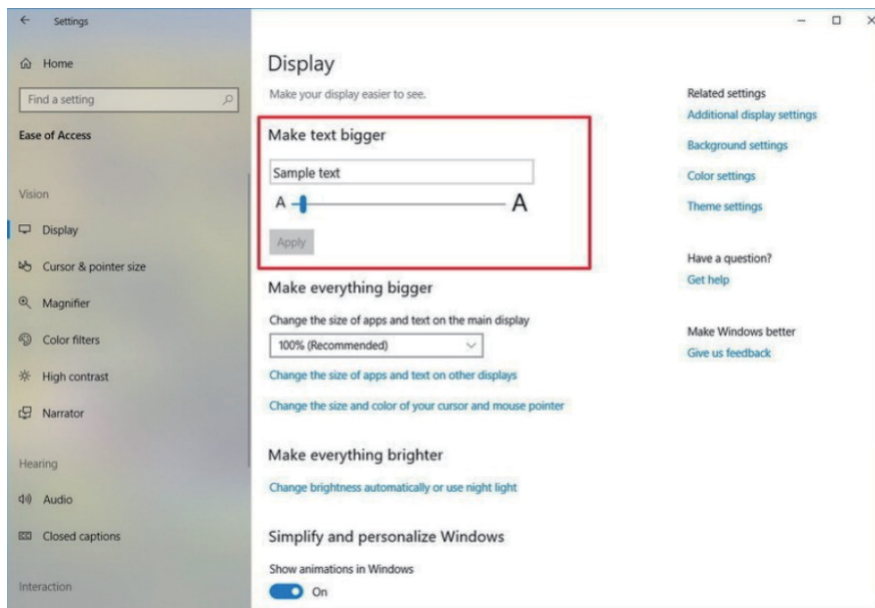 Settings
Home
Find a setting
Ease of Access
Vision
Display
Cursor & pointer size
Magnifier
Color filters
High contrast
Narrator
Hearing
Audio
Closed captions
Interaction
Display
Make your display easier to see.
Make text bigger
Sample text
A A
Apply
Make everything bigger
Change the size of apps and text on the main display
100% (Recommended)
Change the size of apps and text on other displays
Change the size and color of your cursor and mouse pointer
Make everything brighter
Change brightness automatically or use night light
Simplify and personalize Windows
Show animations in Windows
On
Related settings
Additional display settings
Background settings
Color settings
Theme settings
Have a question?
Get help
Make Windows better
Give us feedback